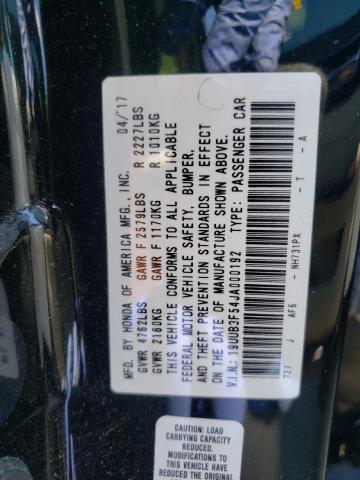 MFD. BY HONDA OF AMERICA MFG., INC. 04/17
GVWR 4762LBS GAWR F 2579LBS R 2227LBS
GVWR 2160KG GAWR F 1170KG R 1010KG
THIS VEHICLE CONFORMS TO ALL APPLICABLE
FEDERAL MOTOR VEHICLE SAFETY, BUMPER,
AND THEFT PREVENTION STANDARDS IN EFFECT
ON THE DATE OF MANUFACTURE SHOWN ABOVE.
V.I.N.: 19UUB3F54JA000192 TYPE: PASSENGER CAR
TZ7 J AF6 - NH731PX - T - A
CAUTION: LOAD
CARRYING CAPACITY
REDUCED
MODIFICATIONS TO
THIS VEHICLE HAVE
REDUCED THE ORIGINAL